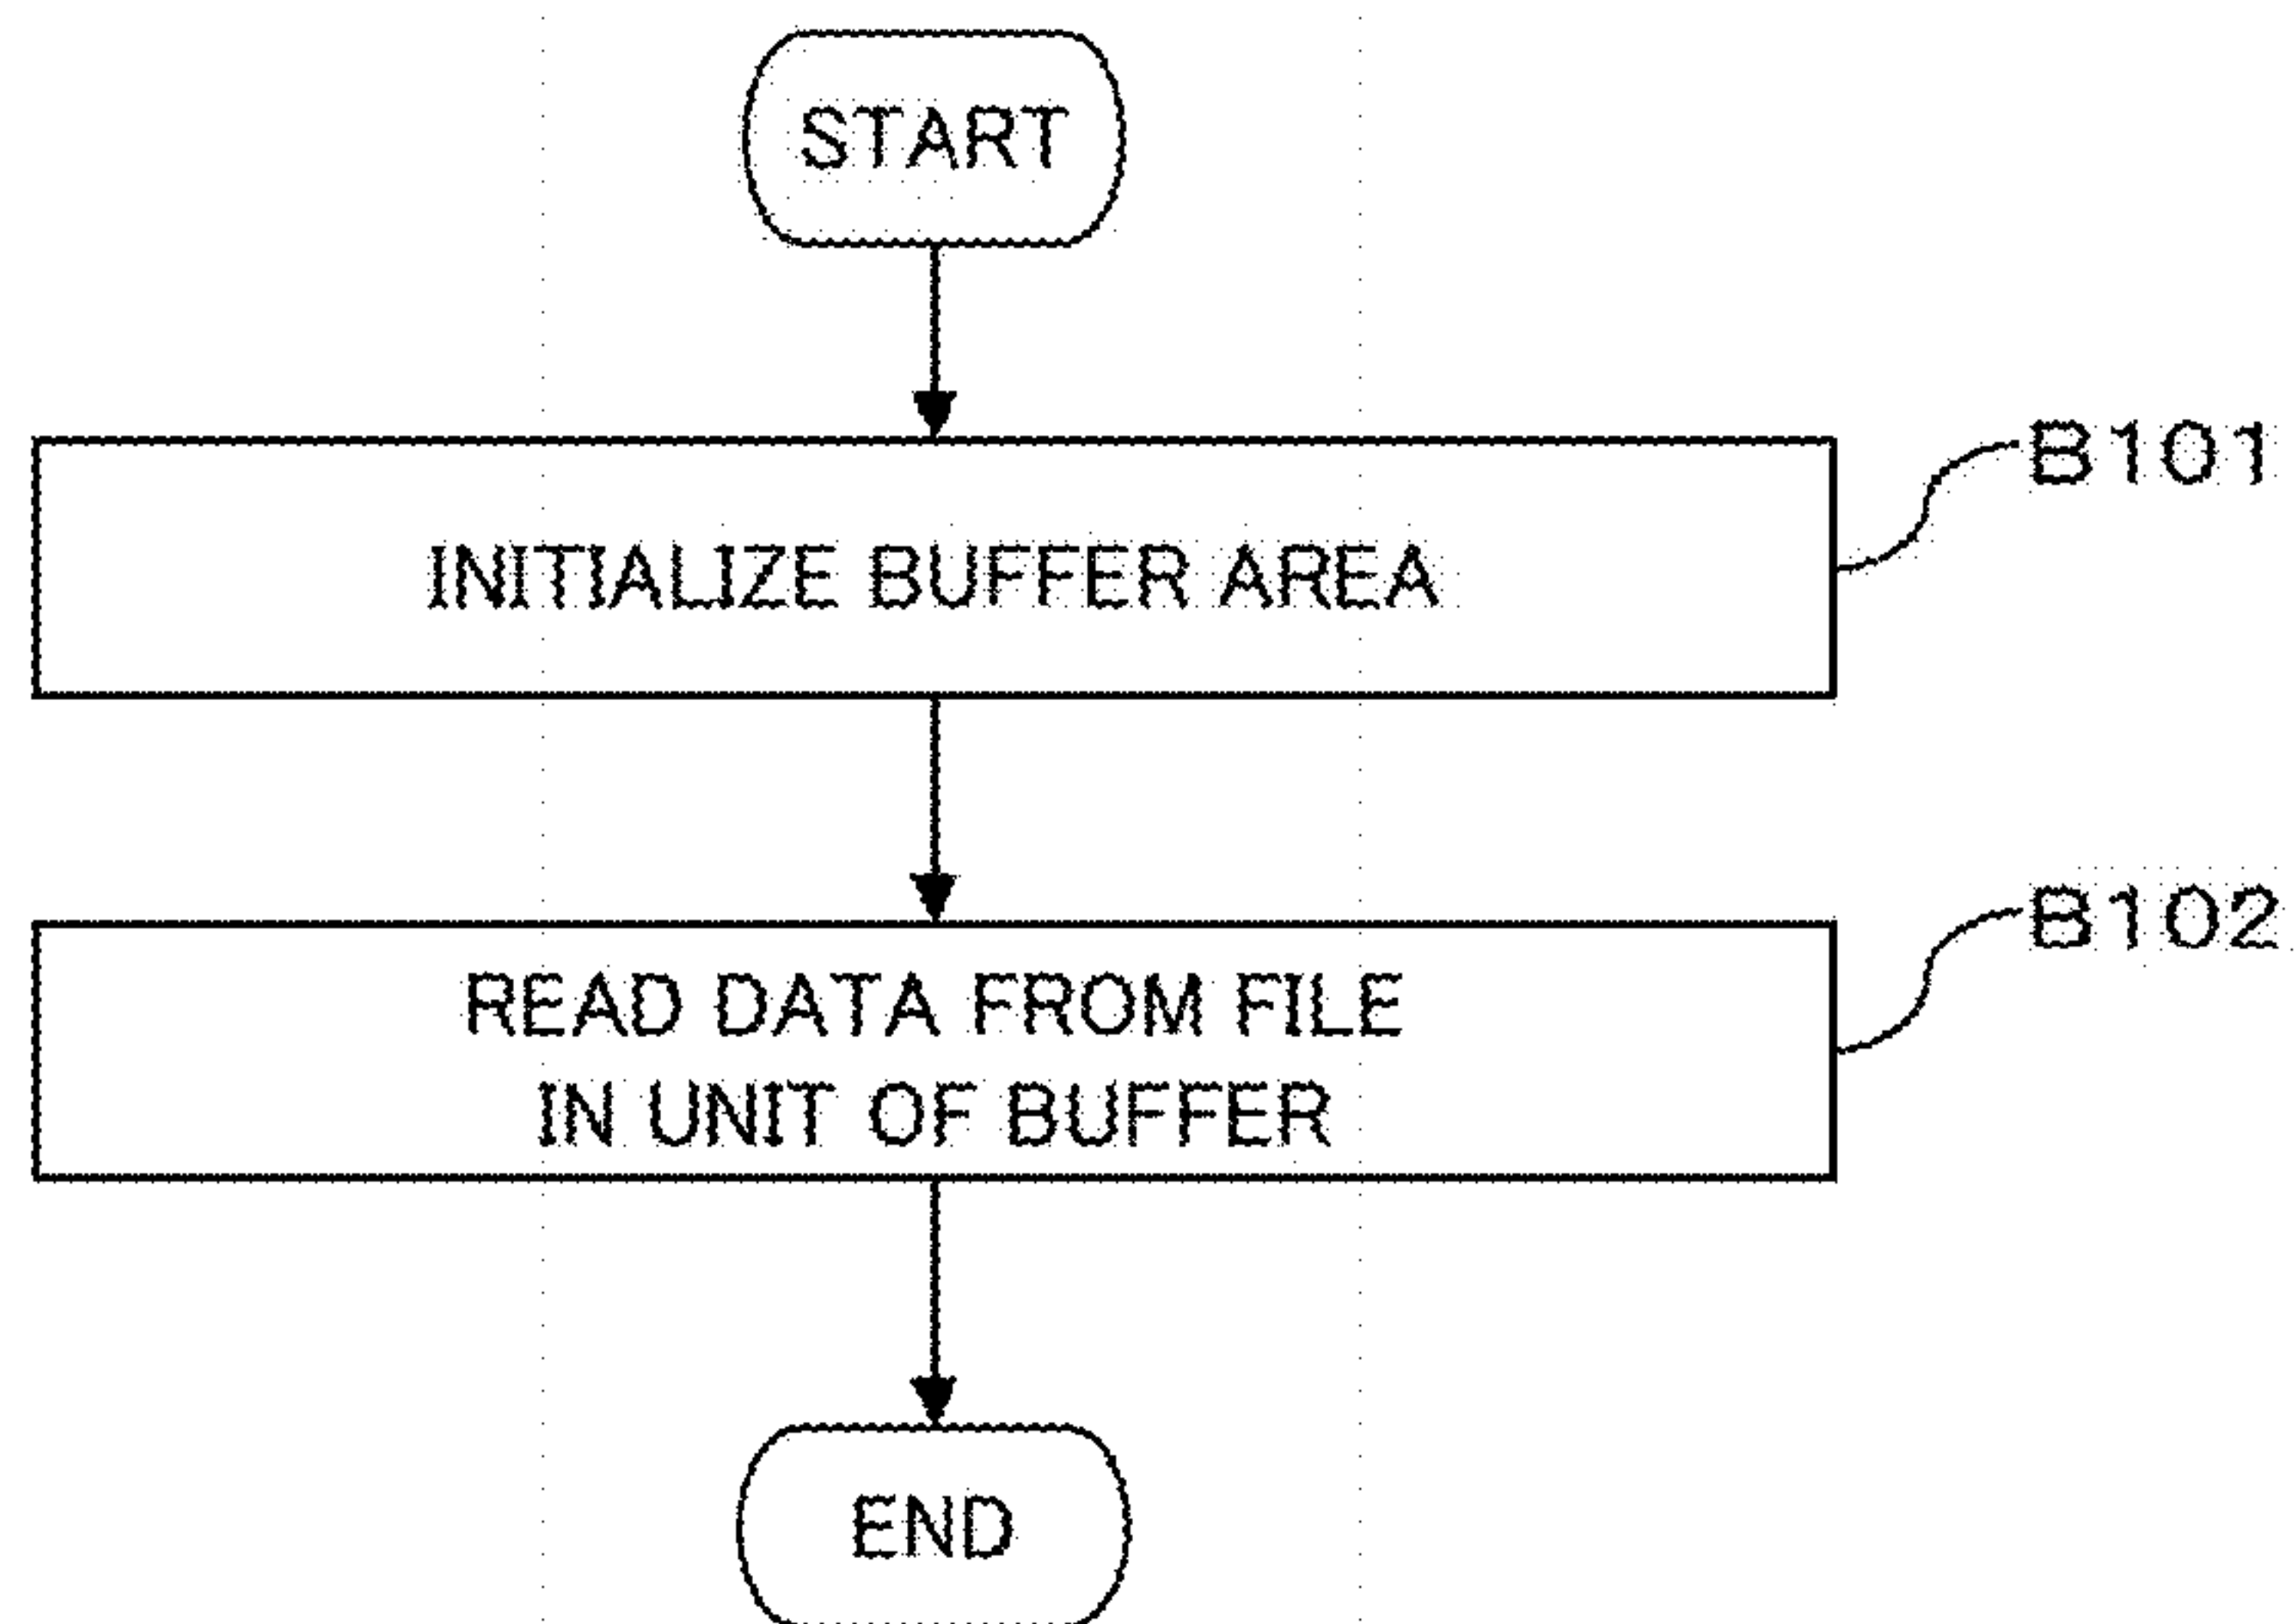 START
B101
INITIALIZE BUFFER AREA
B102
READ DATA FROM FILE
IN UNIT OF BUFFER
END